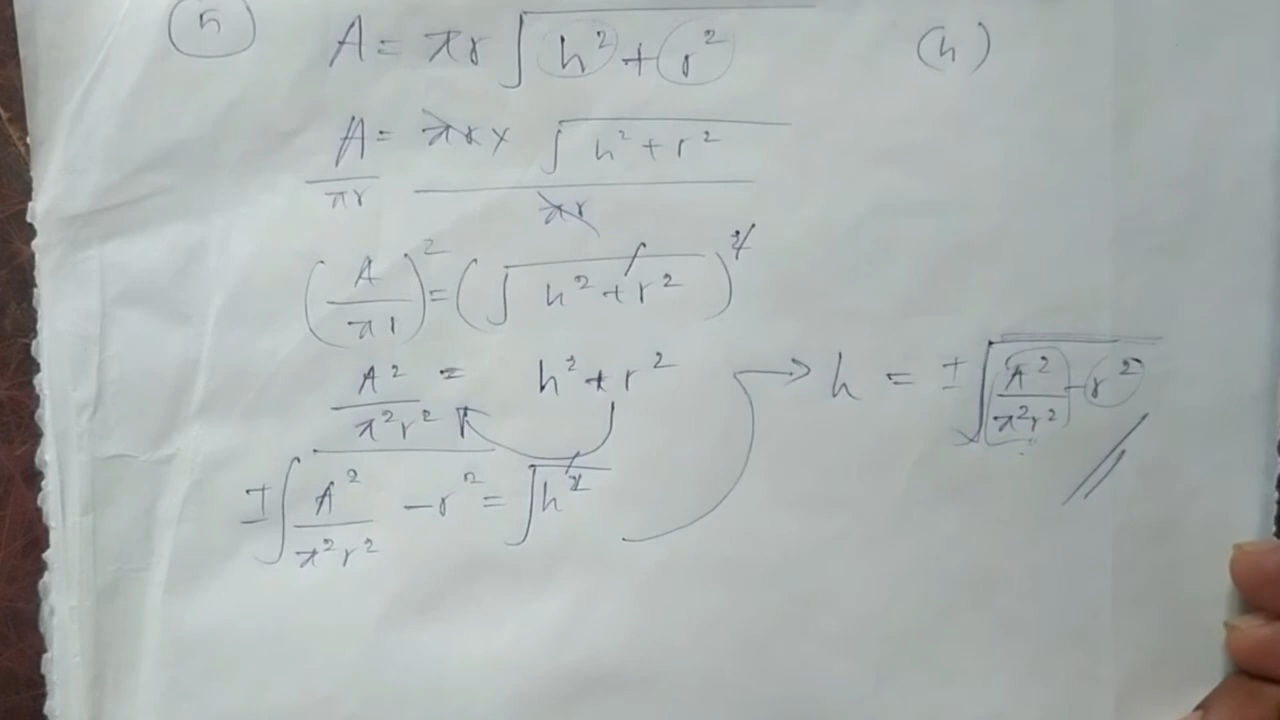 5 A = πr √(h² + r²) (h)
A/πr = πr × √(h² + r²) / πr
(A/πr)² = (√(h² + r²))²
A²/π²r² = h² + r²
→ h = ± √(A²/π²r² - r²)
± √(A²/π²r² - r²) = √h²